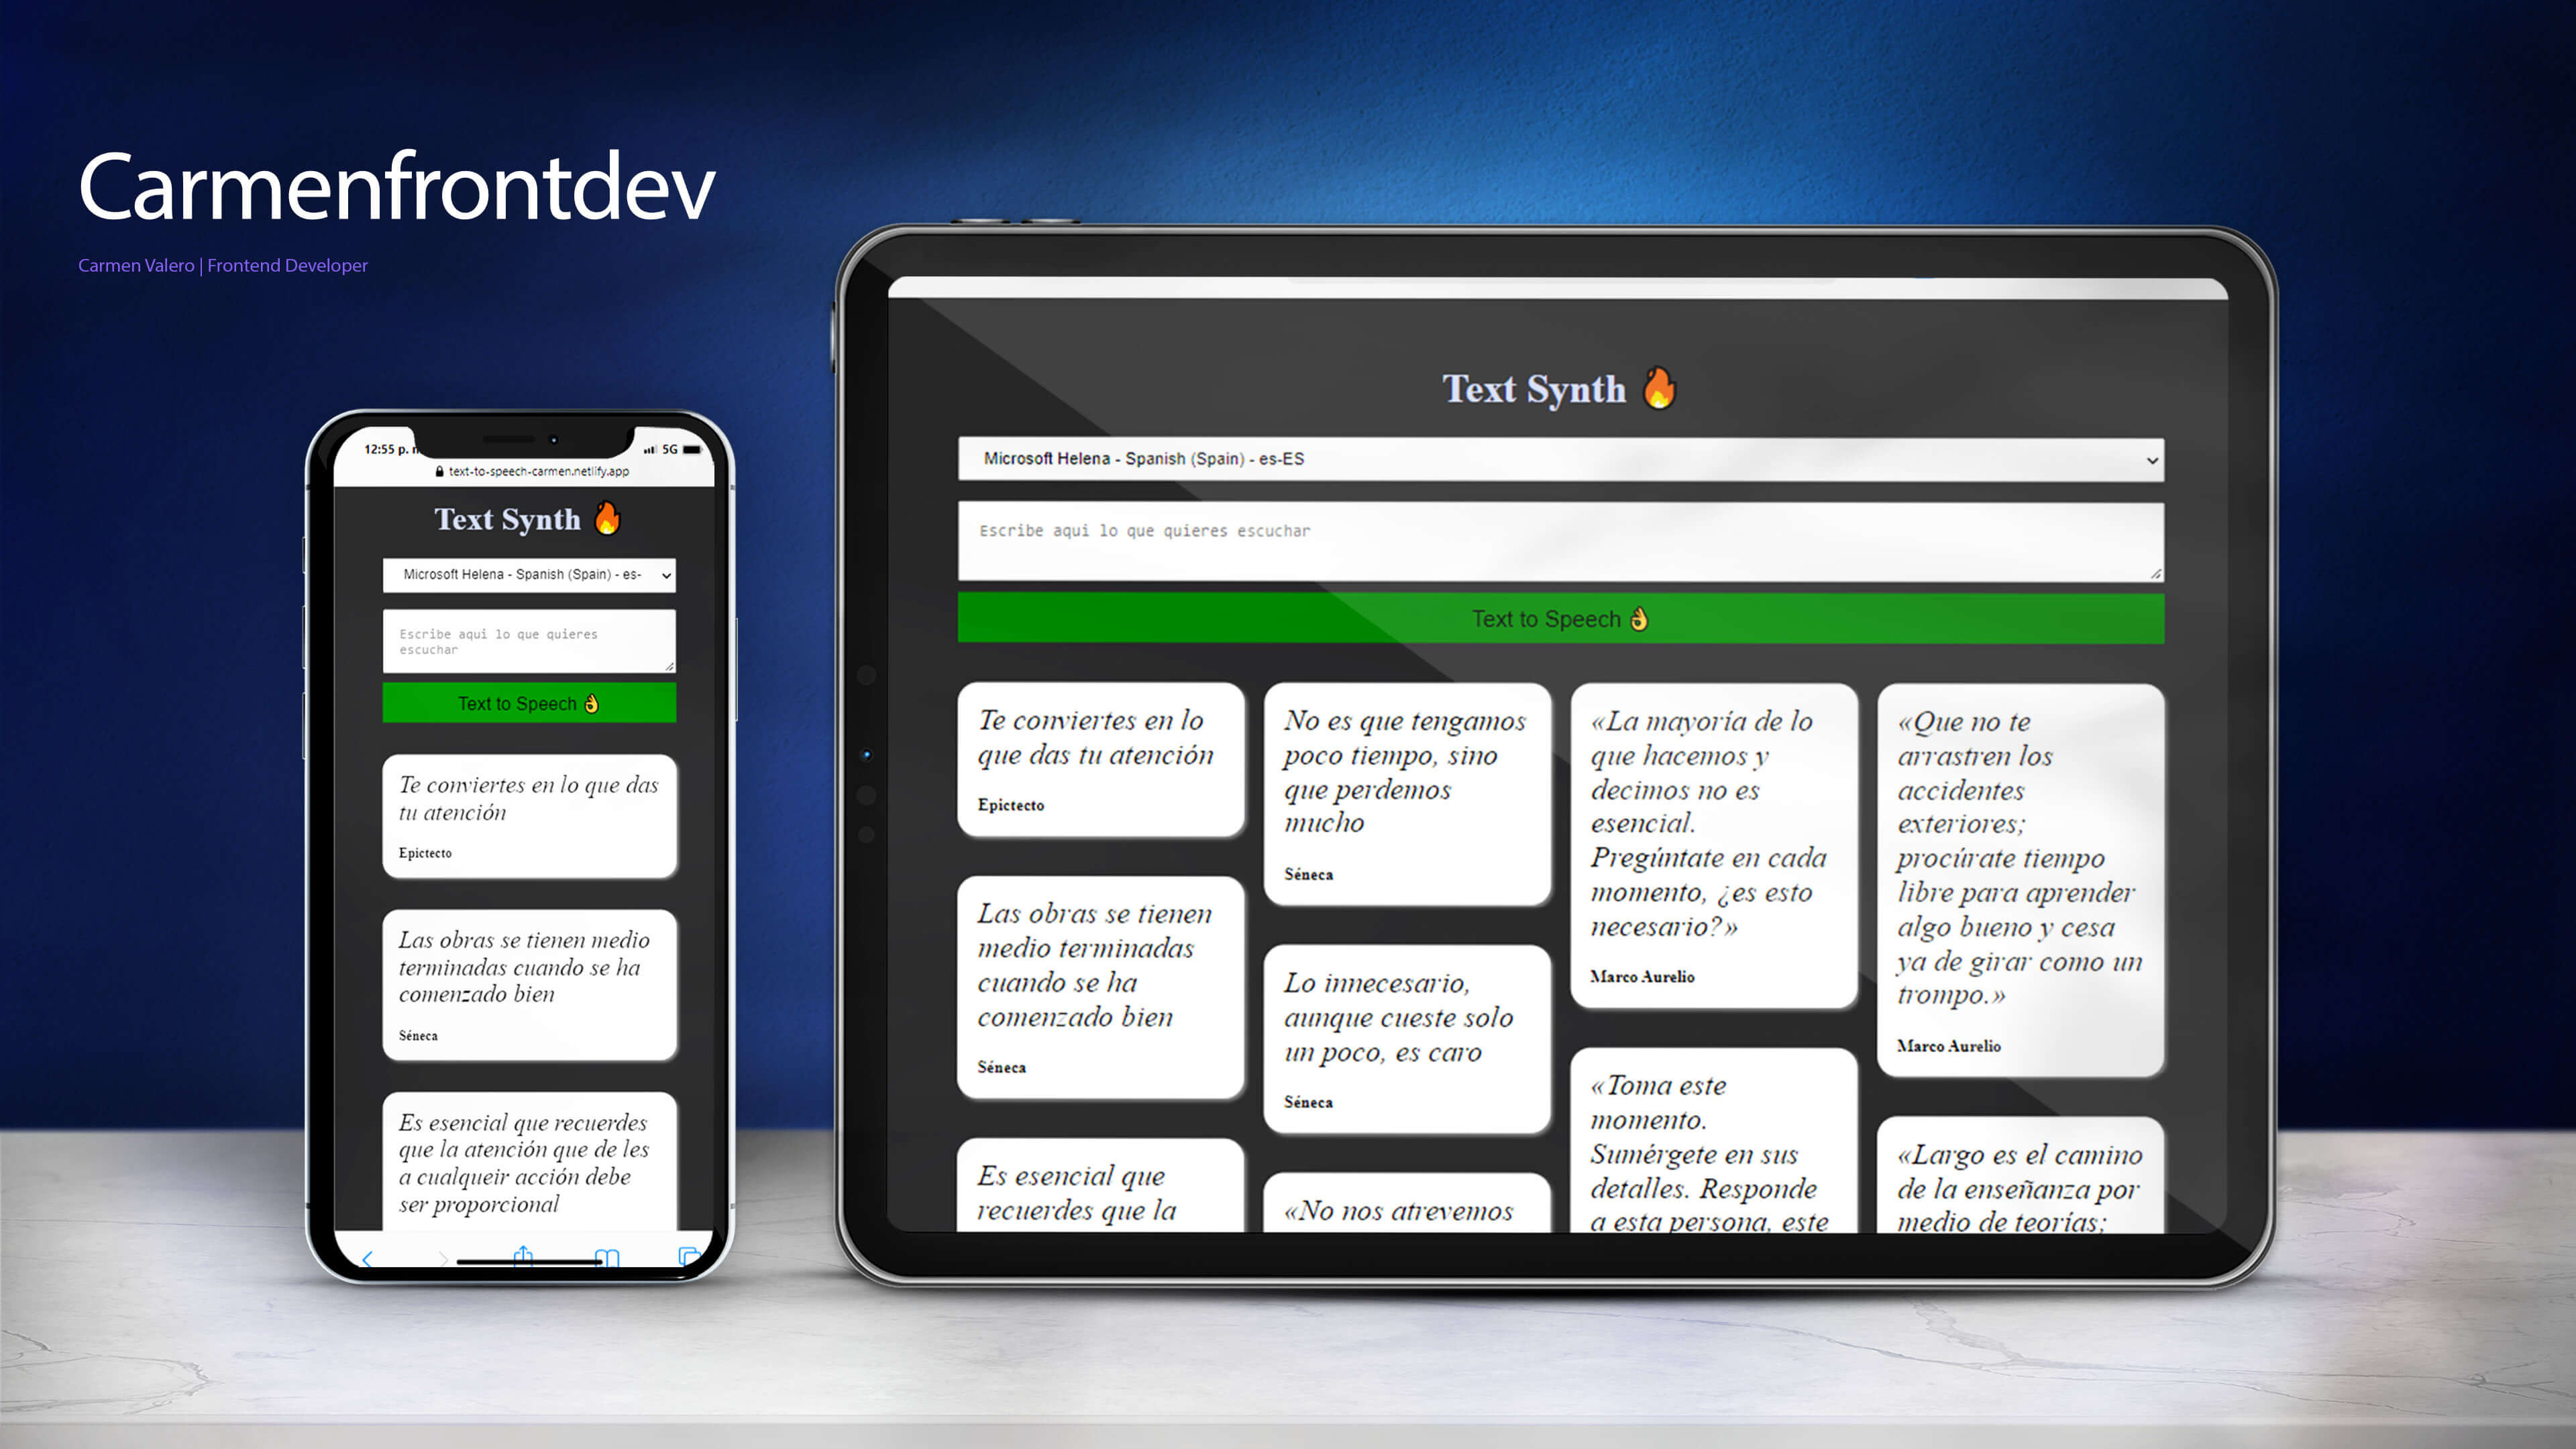 Carmenfrontdev
Carmen Valero | Frontend Developer
12:55 p.
5G
text-to-speech-carmen.netlify.app
Text Synth 🔥
Microsoft Helena - Spanish (Spain) - es-
Escribe aqui lo que quieres
escuchar
Text to Speech 👌
Te conviertes en lo que das
tu atención
Epictecto
Las obras se tienen medio
terminadas cuando se ha
comenzado bien
Séneca
Es esencial que recuerdes
que la atención que de les
a cualqueir acción debe
ser proporcional
Text Synth 🔥
Microsoft Helena - Spanish (Spain) - es-ES
Escribe aqui lo que quieres escuchar
Text to Speech 👌
Te conviertes en lo
que das tu atención
Epictecto
Las obras se tienen
medio terminadas
cuando se ha
comenzado bien
Séneca
Es esencial que
recuerdes que la
No es que tengamos
poco tiempo, sino
que perdemos
mucho
Séneca
Lo innecesario,
aunque cueste solo
un poco, es caro
Séneca
«No nos atrevemos
«La mayoría de lo
que hacemos y
decimos no es
esencial.
Pregúntate en cada
momento, ¿es esto
necesario?»
Marco Aurelio
«Toma este
momento.
Sumérgete en sus
detalles. Responde
a esta persona, este
«Que no te
arrastren los
accidentes
exteriores;
procúrate tiempo
libre para aprender
algo bueno y cesa
ya de girar como un
trompo.»
Marco Aurelio
«Largo es el camino
de la enseñanza por
medio de teorías;